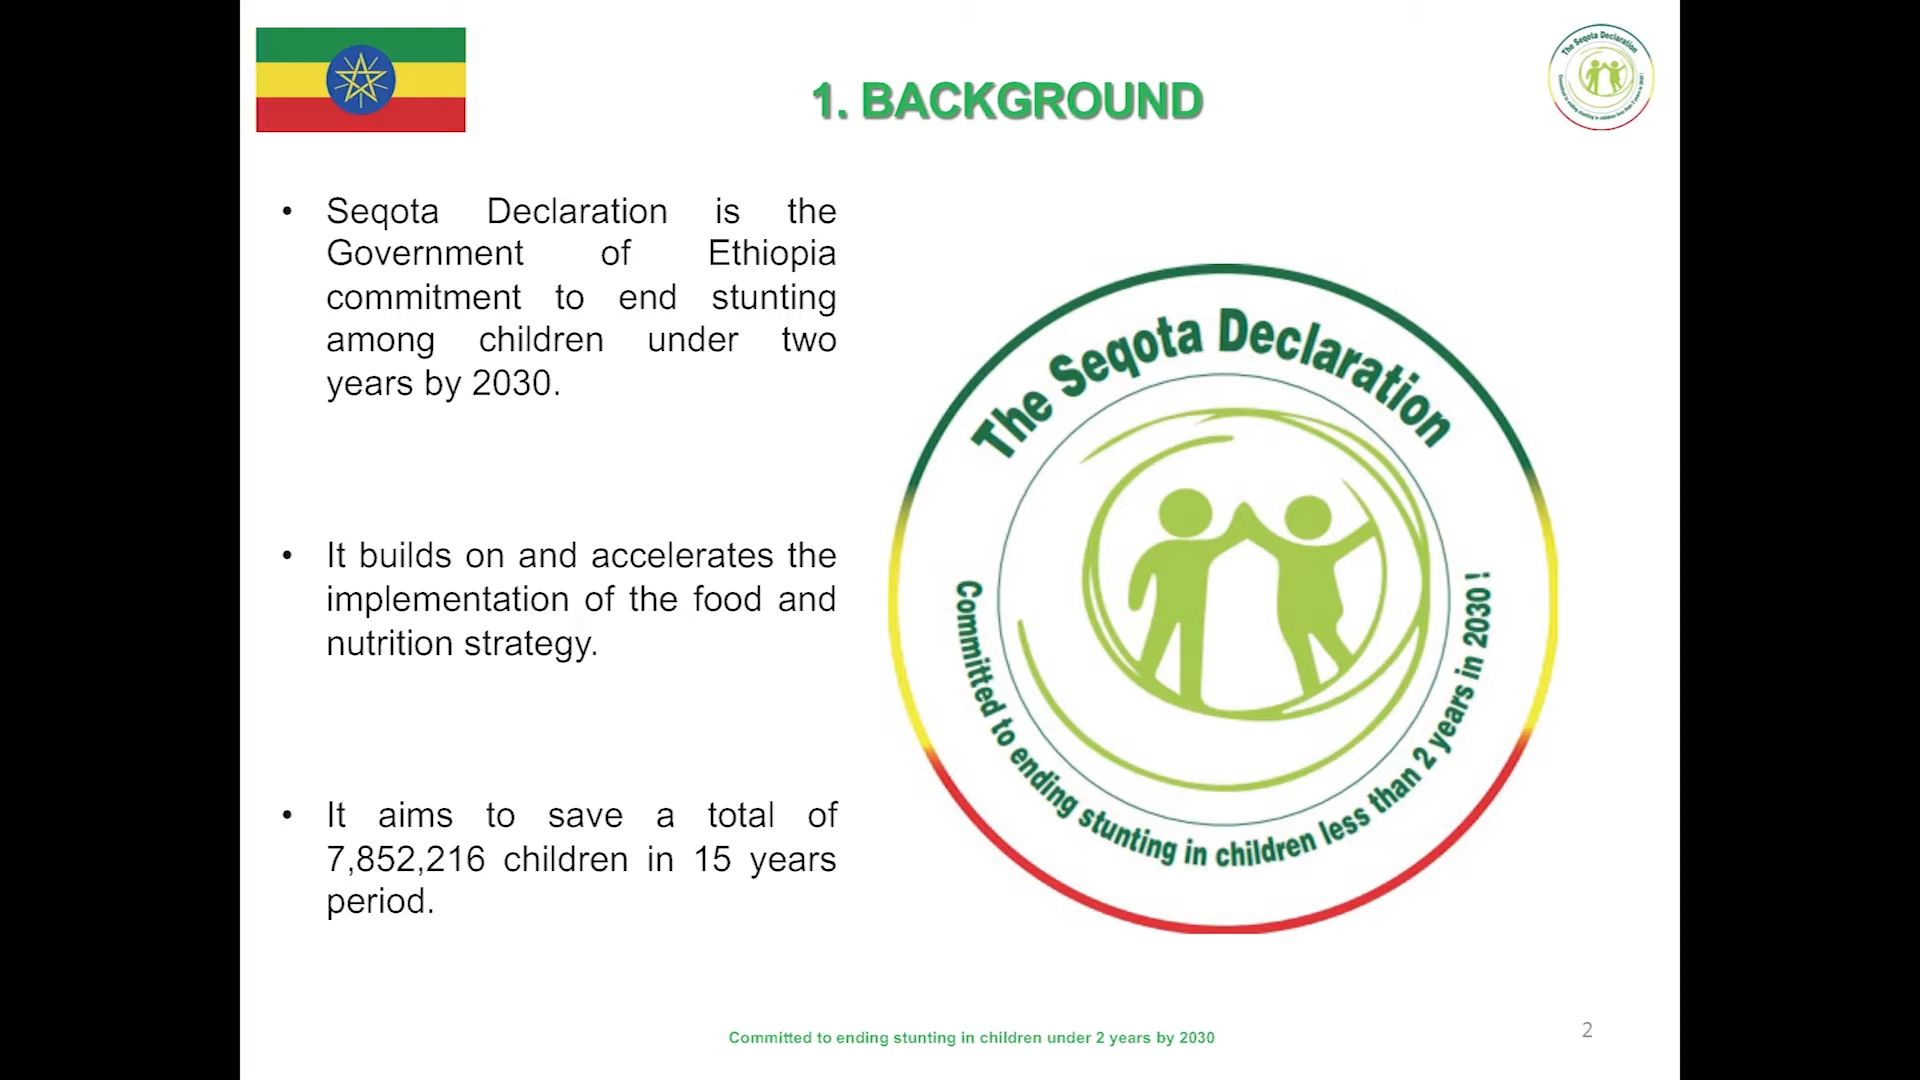 1. BACKGROUND
The Seqota Declaration
• Seqota Declaration is the
Government of Ethiopia
commitment to end stunting
among children under two
years by 2030.
• It builds on and accelerates the
implementation of the food and
nutrition strategy.
• It aims to save a total of
7,852,216 children in 15 years
period.
The Seqota Declaration
Committed to ending stunting in children less than 2 years in 2030 !
Committed to ending stunting in children under 2 years by 2030
2